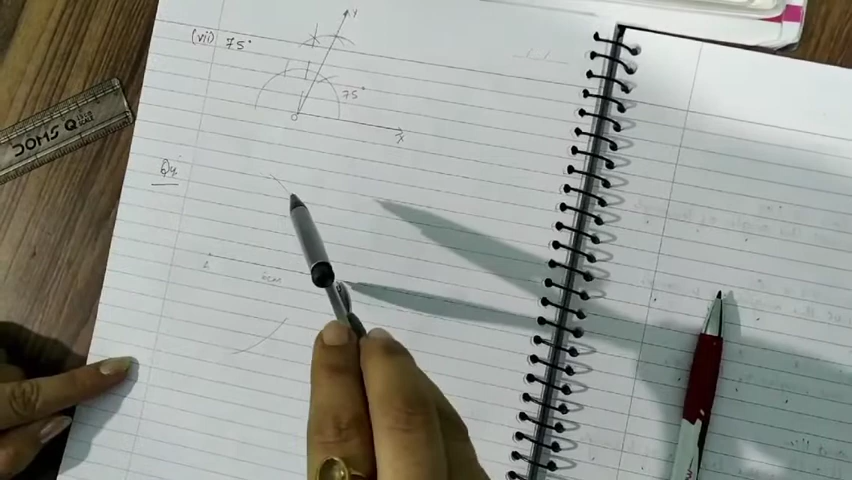 (vii) 75°
Y
75°
O
X
DOMS Q
Q4
6cm